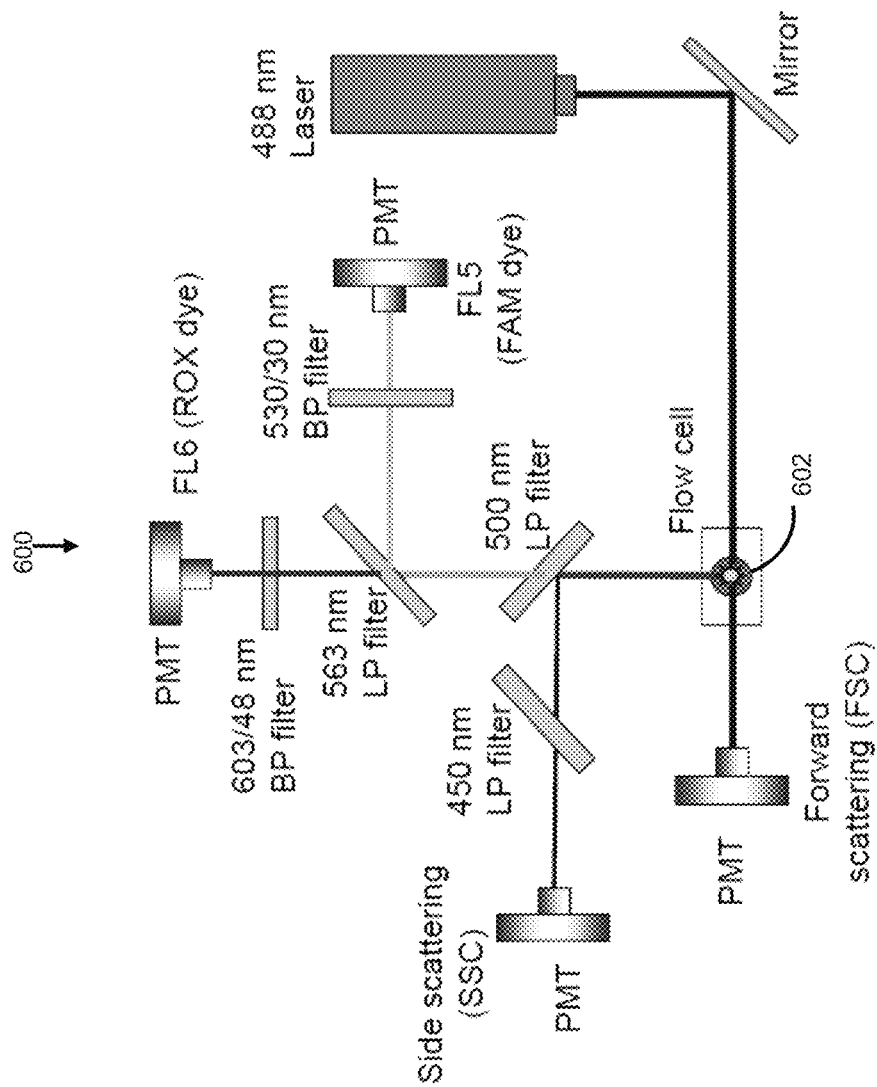 600
488 nm
Laser
Mirror
PMT
FL5
(FAM dye)
530/30 nm
BP filter
FL6 (ROX dye)
PMT
603/48 nm
BP filter
563 nm
LP filter
500 nm
LP filter
450 nm
LP filter
Flow cell
602
Side scattering
(SSC)
PMT
PMT
Forward
scattering (FSC)